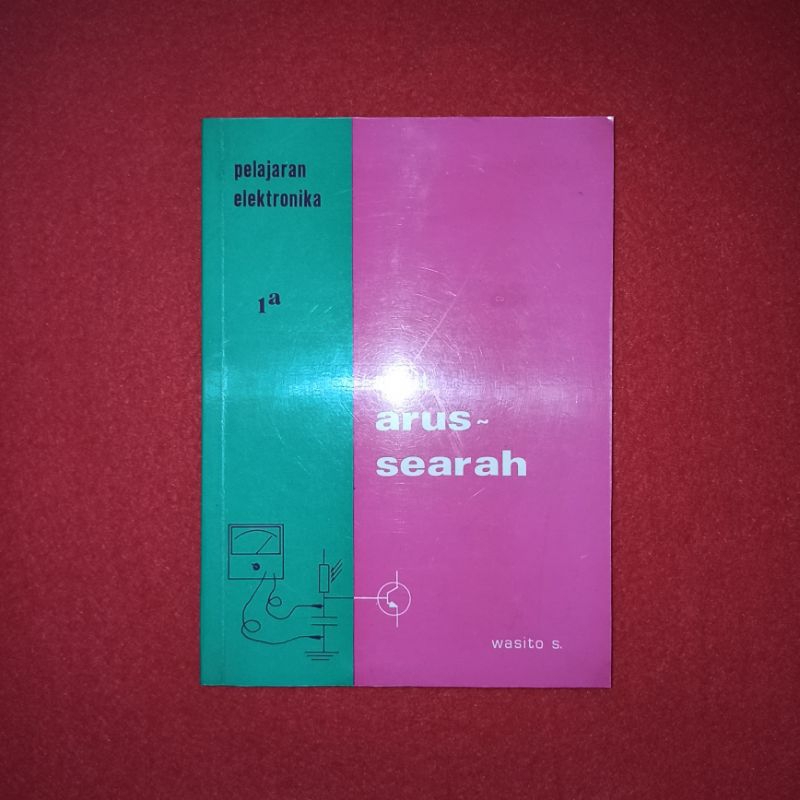 pelajaran
elektronika
1a
arus~
searah
wasito s.